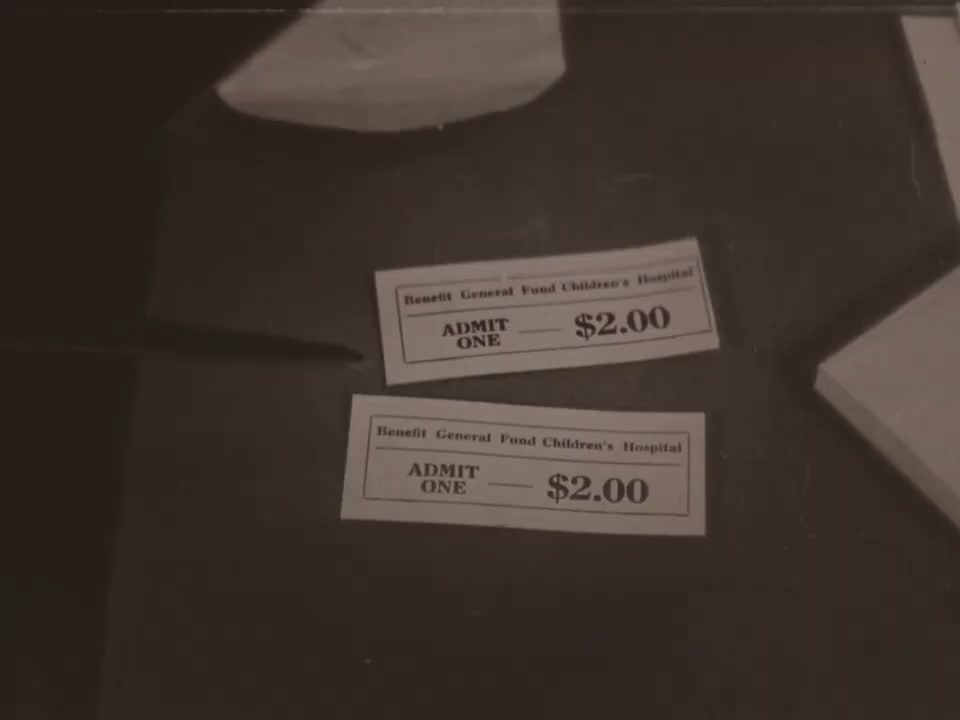 Benefit General Fund Children's Hospital
ADMIT
ONE
$2.00
Benefit General Fund Children's Hospital
ADMIT
ONE
$2.00